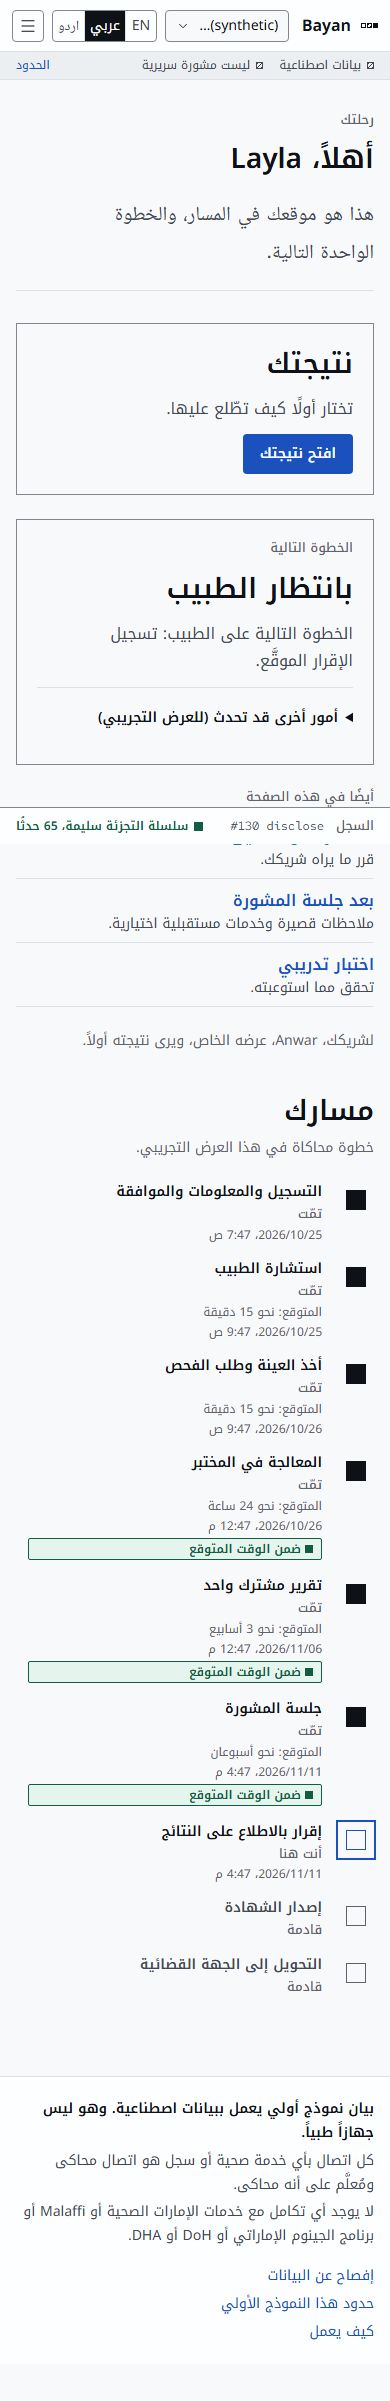 Bayan
(synthetic)...
EN
عربي
اردو
بيانات اصطناعية
ليست مشورة سريرية
الحدود
رحلتك
أهلاً، Layla
هذا هو موقعك في المسار، والخطوة
الواحدة التالية.
نتيجتك
تختار أولًا كيف تطّلع عليها.
افتح نتيجتك
الخطوة التالية
بانتظار الطبيب
الخطوة التالية على الطبيب: تسجيل
الإقرار الموقَّع.
أمور أخرى قد تحدث (للعرض التجريبي)
أيضًا في هذه الصفحة
السجل
#130 disclose
سلسلة التجزئة سليمة، 65 حدثًا
قرر ما يراه شريكك.
بعد جلسة المشورة
ملاحظات قصيرة وخدمات مستقبلية اختيارية.
اختبار تدريبي
تحقق مما استوعبته.
لشريكك، Anwar، عرضه الخاص، ويرى نتيجته أولاً.
مسارك
خطوة محاكاة في هذا العرض التجريبي.
التسجيل والمعلومات والموافقة
تمّت
2026/10/25، 7:47 ص
استشارة الطبيب
تمّت
المتوقع: نحو 15 دقيقة
2026/10/25، 9:47 ص
أخذ العينة وطلب الفحص
تمّت
المتوقع: نحو 15 دقيقة
2026/10/26، 9:47 ص
المعالجة في المختبر
تمّت
المتوقع: نحو 24 ساعة
2026/10/26، 12:47 م
ضمن الوقت المتوقع
تقرير مشترك واحد
تمّت
المتوقع: نحو 3 أسابيع
2026/11/06، 12:47 م
ضمن الوقت المتوقع
جلسة المشورة
تمّت
المتوقع: نحو أسبوعان
2026/11/11، 4:47 م
ضمن الوقت المتوقع
إقرار بالاطلاع على النتائج
أنت هنا
2026/11/11، 4:47 م
إصدار الشهادة
قادمة
التحويل إلى الجهة القضائية
قادمة
بيان نموذج أولي يعمل ببيانات اصطناعية. وهو ليس
جهازاً طبياً.
كل اتصال بأي خدمة صحية أو سجل هو اتصال محاكى
ومُعلَّم على أنه محاكى.
لا يوجد أي تكامل مع خدمات الإمارات الصحية أو Malaffi أو
برنامج الجينوم الإماراتي أو DoH أو DHA.
إفصاح عن البيانات
حدود هذا النموذج الأولي
كيف يعمل